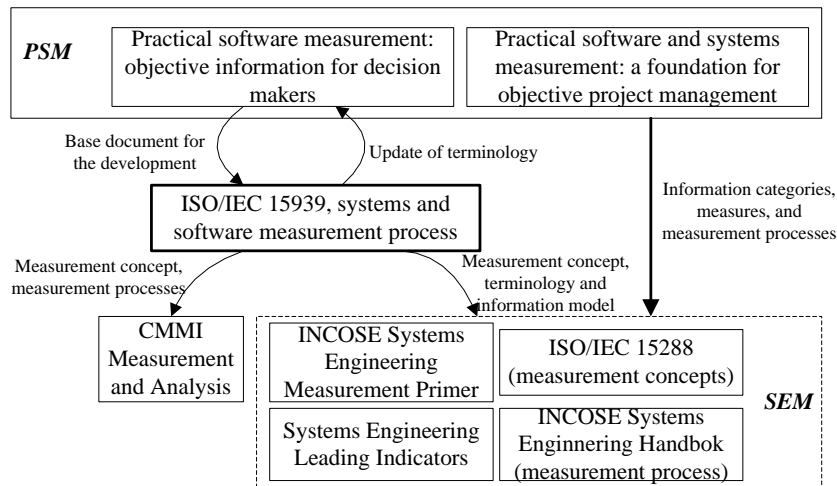 PSM
Practical software measurement:
objective information for decision
makers
Practical software and systems
measurement: a foundation for
objective project management
Base document for
the development
Update of terminology
Information categories,
measures, and
measurement processes
ISO/IEC 15939, systems and
software measurement process
Measurement concept,
measurement processes
Measurement concept,
terminology and
information model
CMMI
Measurement
and Analysis
INCOSE Systems
Engineering
Measurement Primer
ISO/IEC 15288
(measurement concepts)
SEM
Systems Engineering
Leading Indicators
INCOSE Systems
Enginnering Handbok
(measurement process)